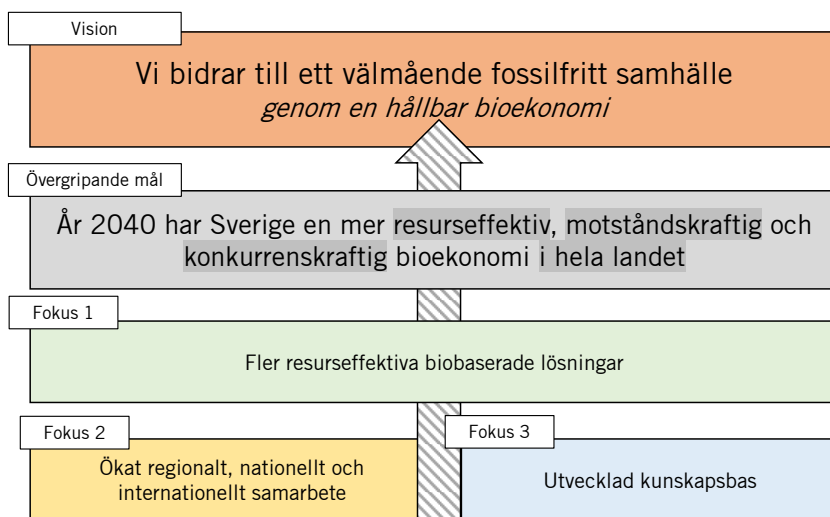 Vision
Vi bidrar till ett välmående fossilfritt samhälle
genom en hållbar bioekonomi
Övergripande mål
År 2040 har Sverige en mer resurseffektiv, motståndskraftig och
konkurrenskraftig bioekonomi i hela landet
Fokus 1
Fler resurseffektiva biobaserade lösningar
Fokus 2
Ökat regionalt, nationellt och
internationellt samarbete
Fokus 3
Utvecklad kunskapsbas